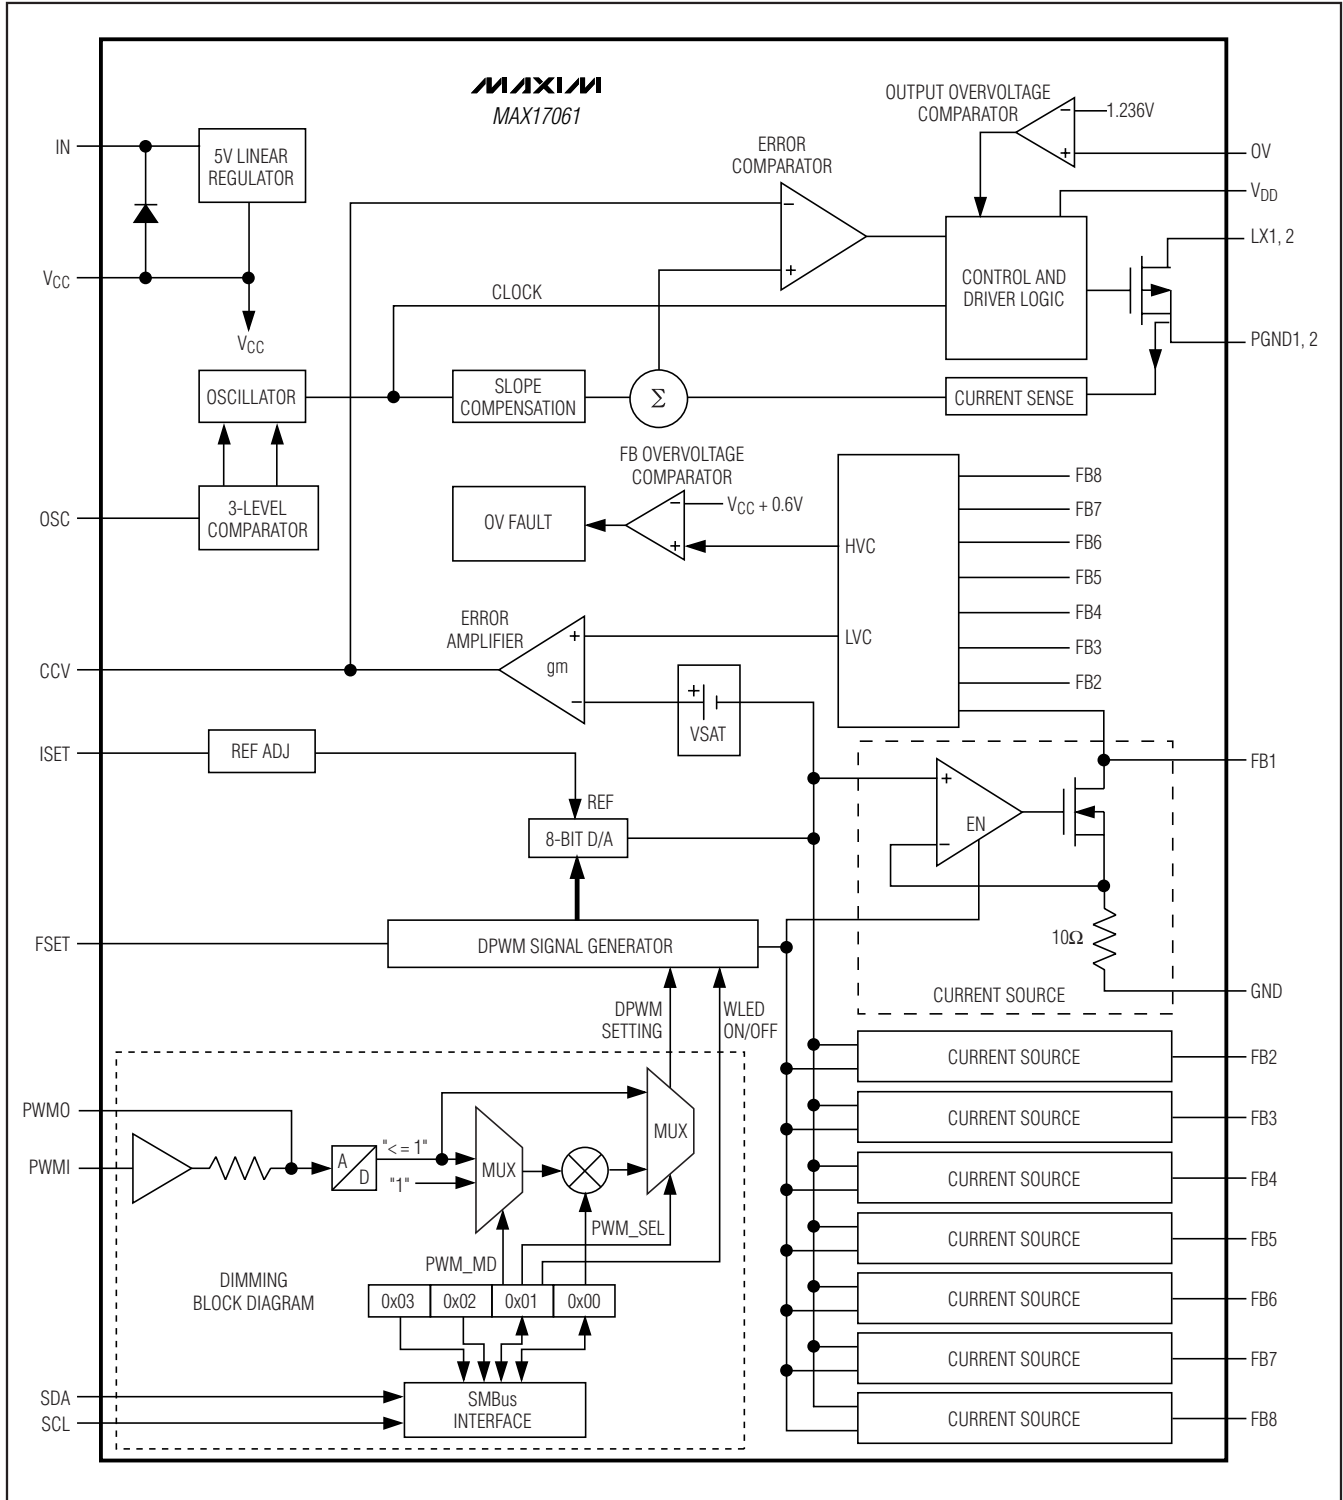 MAXIM
MAX17061
OUTPUT OVERVOLTAGE
COMPARATOR
−
1.236V
+
IN
5V LINEAR
REGULATOR
ERROR
COMPARATOR
−
+
OV
VDD
LX1, 2
VCC
VCC
CLOCK
CONTROL AND
DRIVER LOGIC
PGND1, 2
OSCILLATOR
SLOPE
COMPENSATION
Σ
CURRENT SENSE
OSC
3-LEVEL
COMPARATOR
FB OVERVOLTAGE
COMPARATOR
OV FAULT
−
VCC + 0.6V
+
HVC
LVC
FB8
FB7
FB6
FB5
FB4
FB3
FB2
CCV
ERROR
AMPLIFIER
gm
+
−
+
VSAT
ISET
REF ADJ
REF
8-BIT D/A
+
EN
−
FB1
FSET
DPWM SIGNAL GENERATOR
10Ω
CURRENT SOURCE
GND
DPWM
SETTING
WLED
ON/OFF
CURRENT SOURCE
FB2
CURRENT SOURCE
FB3
CURRENT SOURCE
FB4
CURRENT SOURCE
FB5
CURRENT SOURCE
FB6
CURRENT SOURCE
FB7
CURRENT SOURCE
FB8
PWMO
PWMI
A
D
"< = 1"
"1"
MUX
MUX
PWM_SEL
PWM_MD
DIMMING
BLOCK DIAGRAM
0x03
0x02
0x01
0x00
SDA
SCL
SMBus
INTERFACE